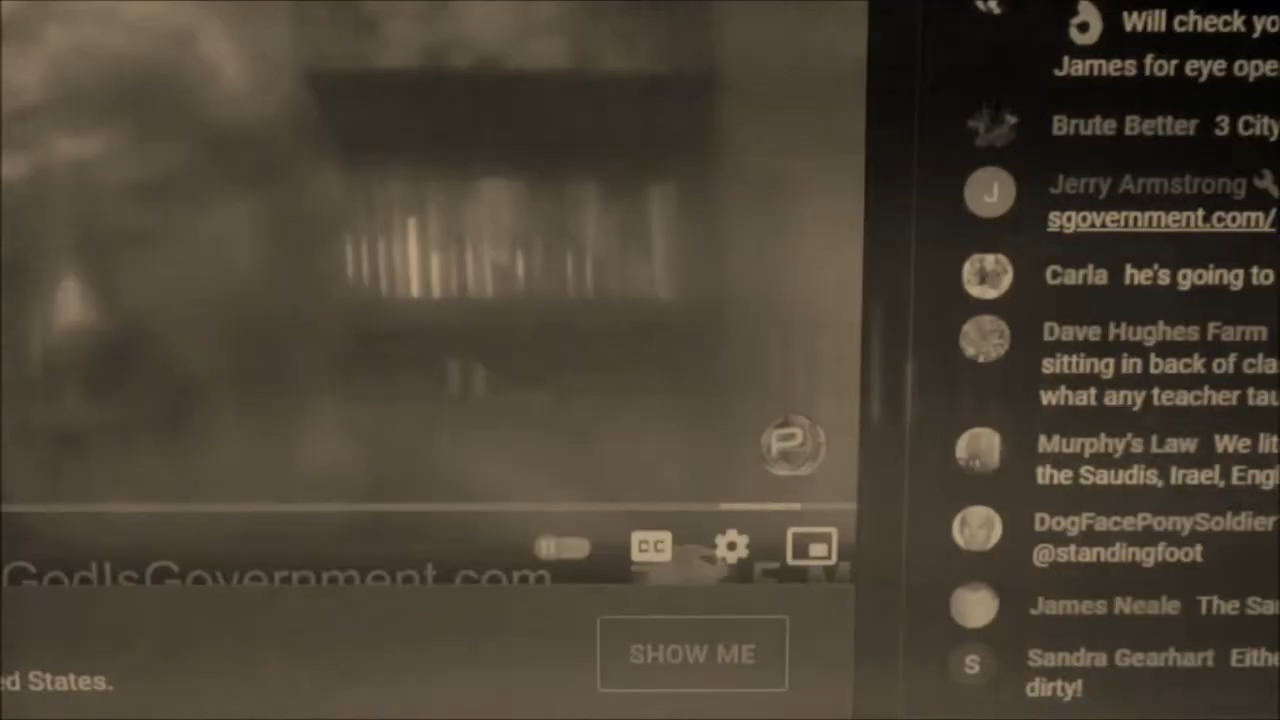 Will check yo
James for eye ope
Brute Better 3 City
J
Jerry Armstrong
sgovernment.com/
Carla he's going to
Dave Hughes Farm
sitting in back of cla
what any teacher tau
Murphy's Law We lit
the Saudis, Irael, Engl
P
DogFacePonySoldier
@standingfoot
CC
GodIsGovernment.com
James Neale The Sau
SHOW ME
S
Sandra Gearhart Eithe
dirty!
ed States.